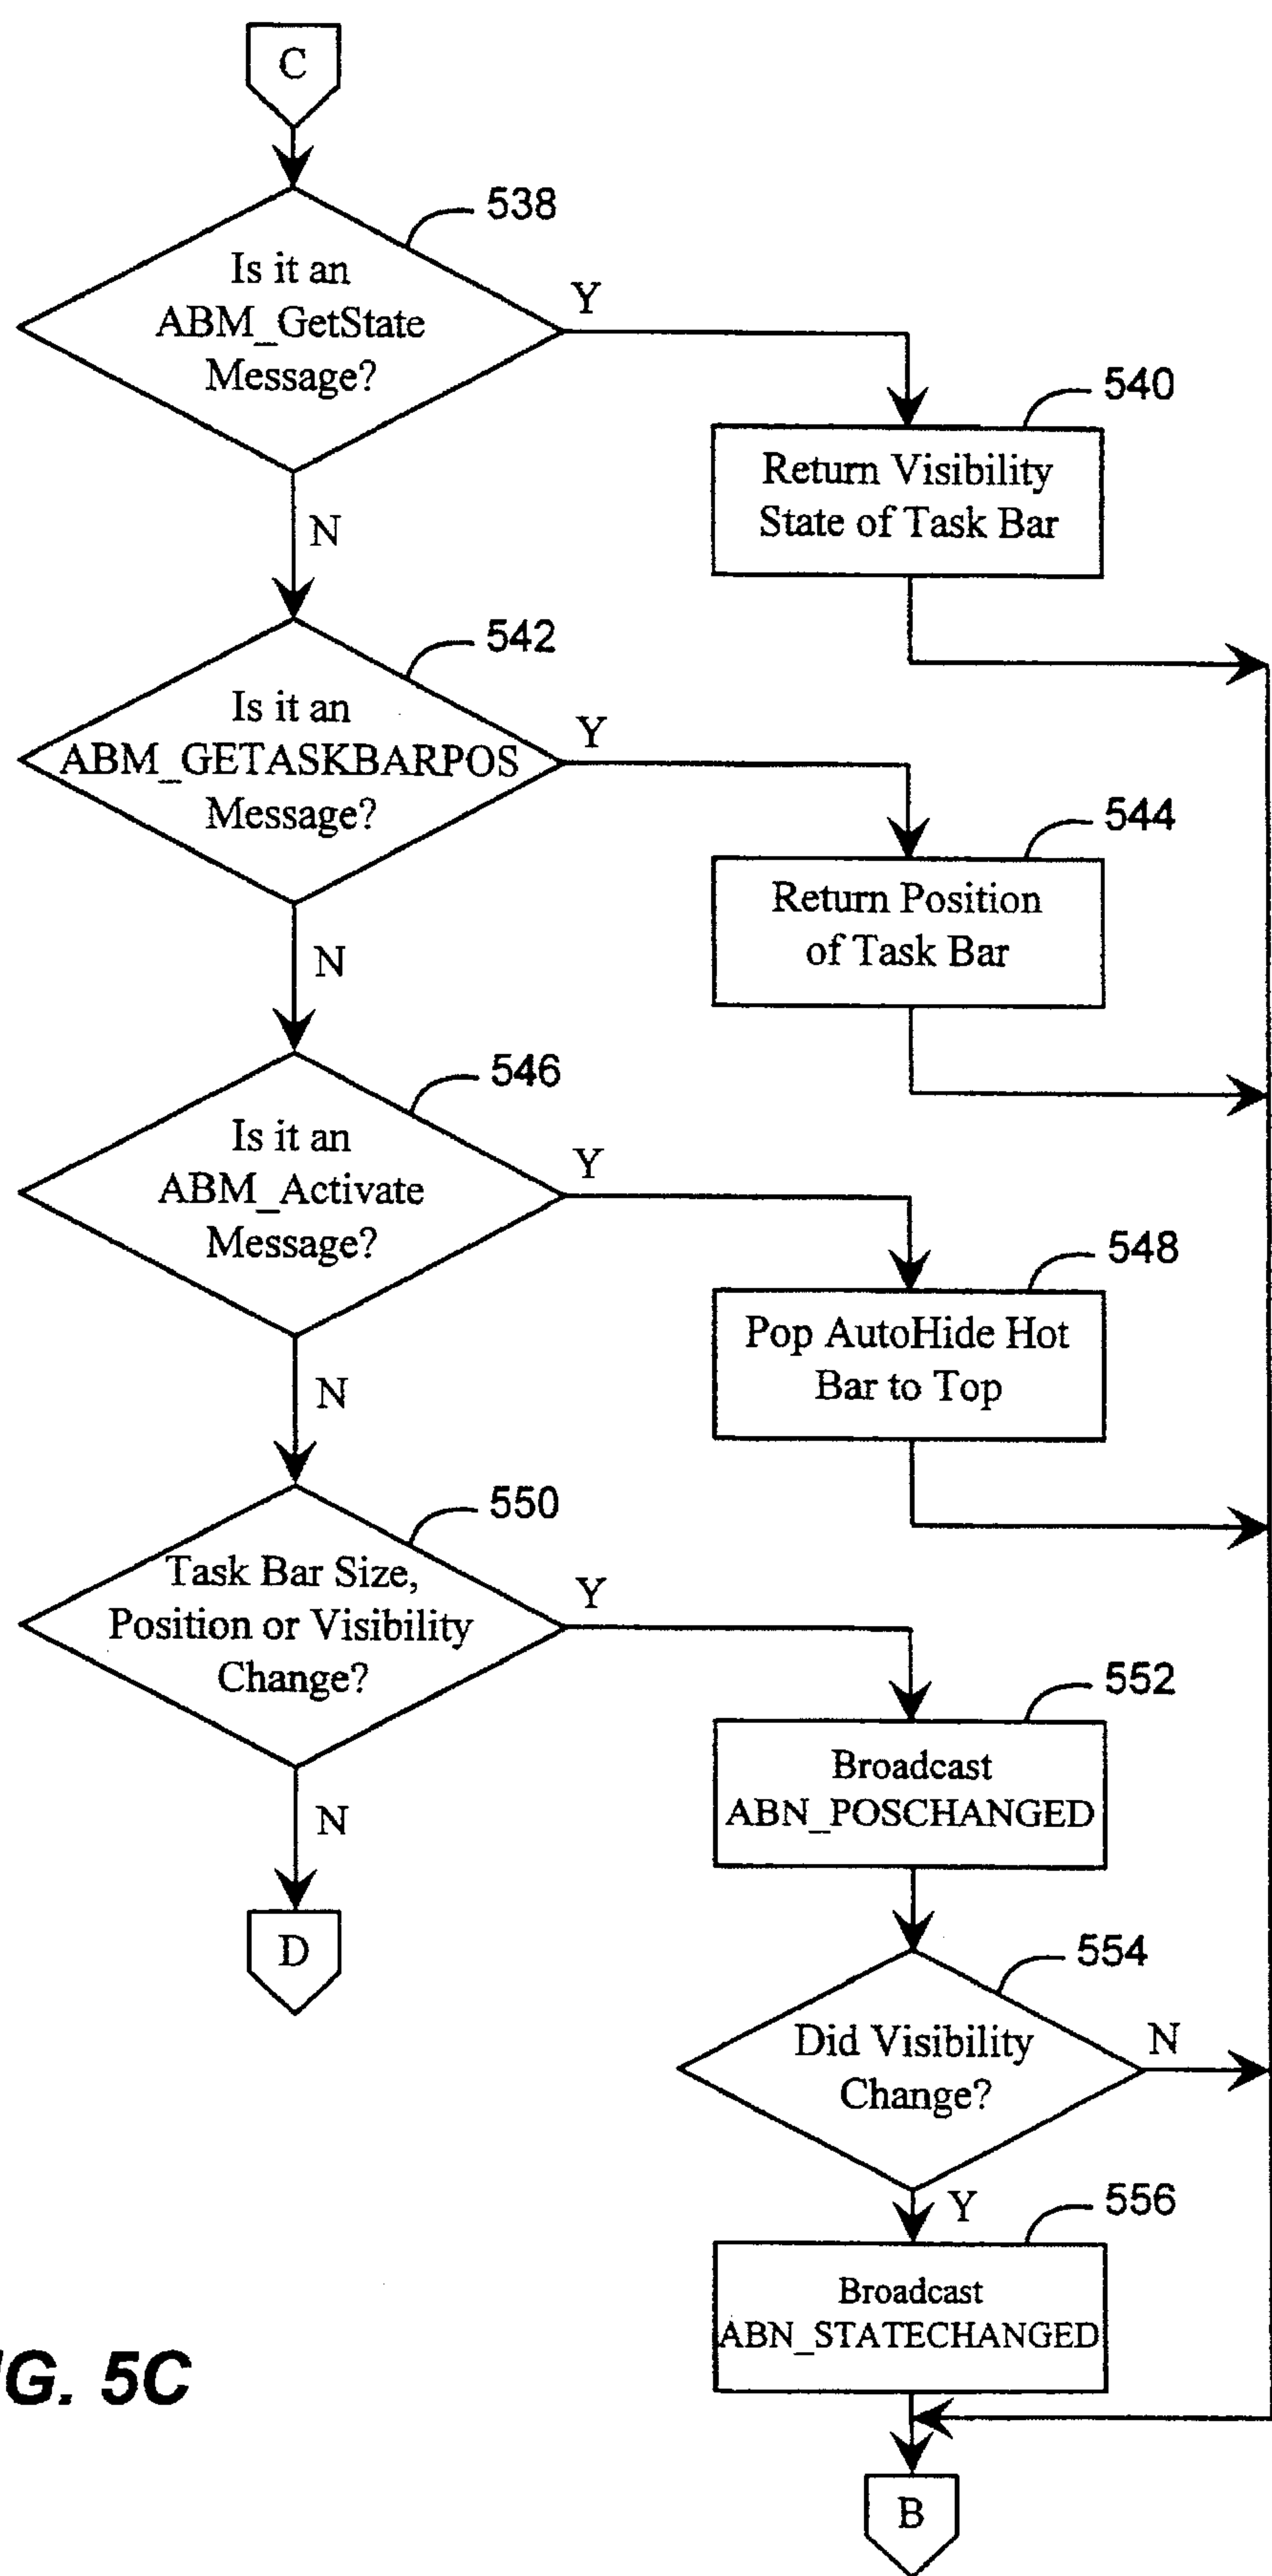 C
538
Is it an
ABM_GetState
Message?
Y
540
Return Visibility
State of Task Bar
N
542
Is it an
ABM_GETASKBARPOS
Message?
Y
544
Return Position
of Task Bar
N
546
Is it an
ABM_Activate
Message?
Y
548
Pop AutoHide Hot
Bar to Top
N
550
Task Bar Size,
Position or Visibility
Change?
Y
552
Broadcast
ABN_POSCHANGED
N
D
554
Did Visibility
Change?
N
Y
556
Broadcast
ABN_STATECHANGED
G. 5C
B